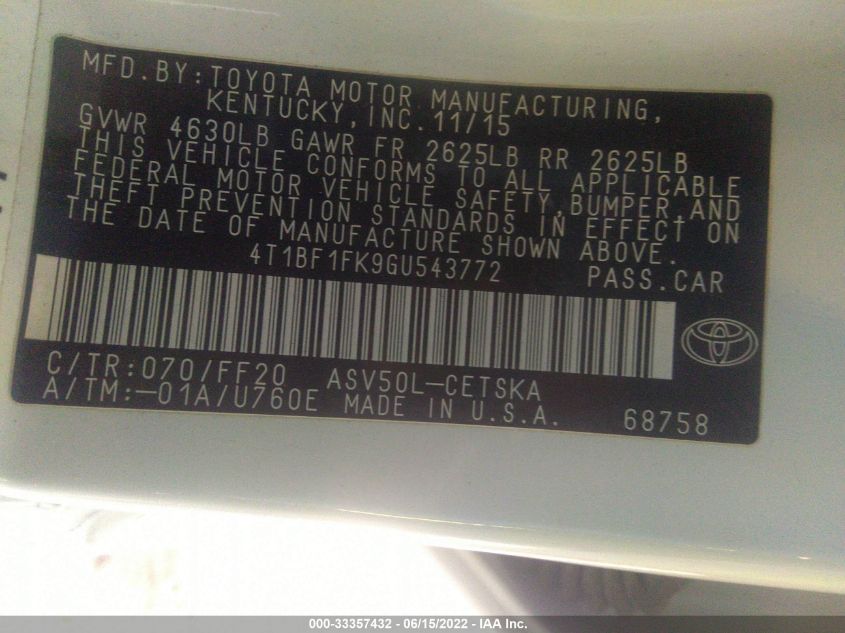 MFD.BY:TOYOTA MOTOR MANUFACTURING,
KENTUCKY,INC.11/15
GVWR 4630LB GAWR FR 2625LB RR 2625LB
THIS VEHICLE CONFORMS TO ALL APPLICABLE
FEDERAL MOTOR VEHICLE SAFETY,BUMPER,AND
THEFT PREVENTION STANDARDS IN EFFECT ON
THE DATE OF MANUFACTURE SHOWN ABOVE.
4T1BF1FK9GU543772 PASS.CAR
C/TR:070/FF20 ASV50L-CETSKA
A/TM:-01A/U760E MADE IN U.S.A. 68758
000-33357432 - 06/15/2022 - IAA Inc.